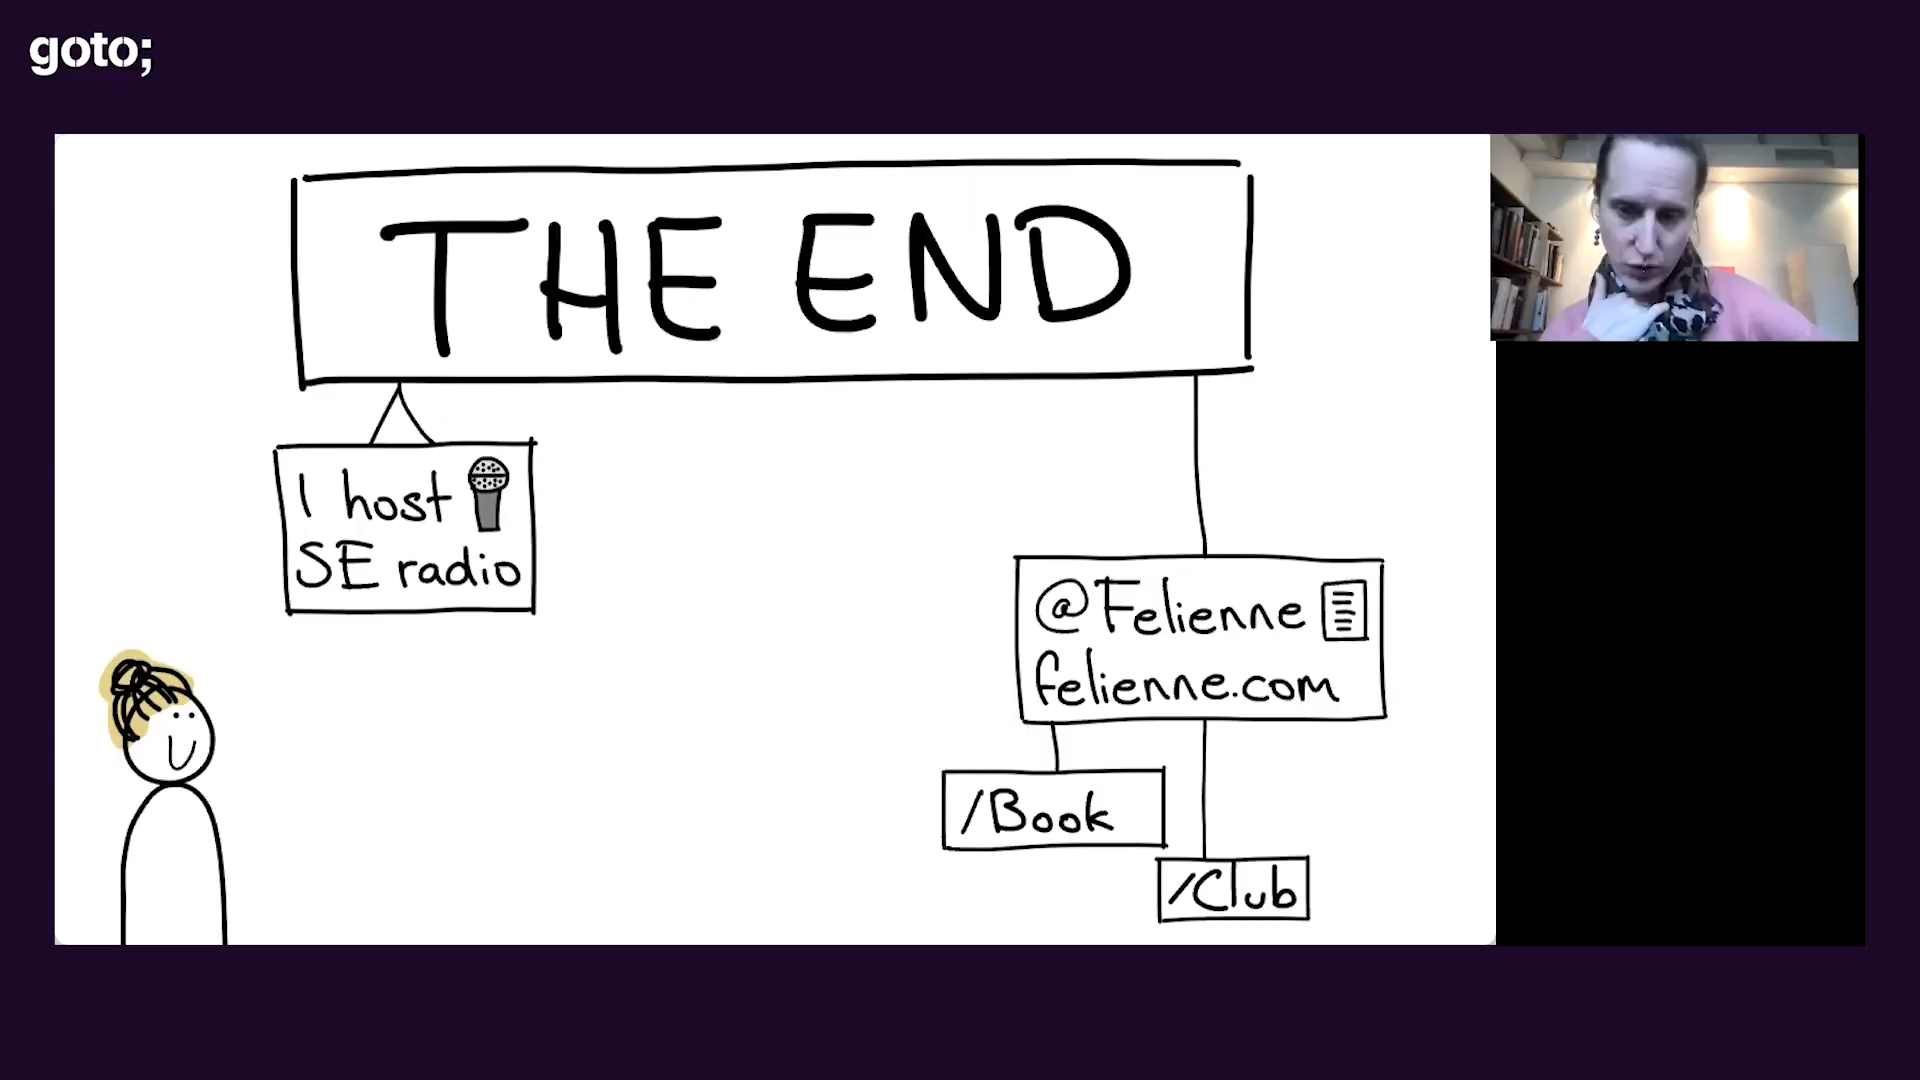 goto;
THE END
I host
SE radio
@Felienne
felienne.com
/Book
/Club